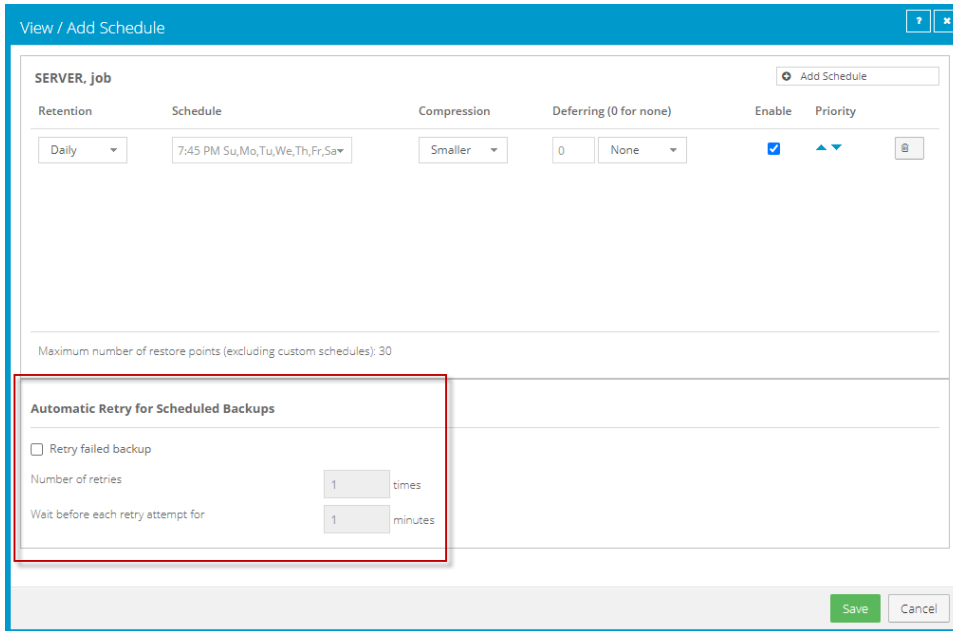 View / Add Schedule ? ×
SERVER, job
Add Schedule
Retention Schedule Compression Deferring (0 for none) Enable Priority
Daily 7:45 PM Su,Mo,Tu,We,Th,Fr,Sa Smaller 0 None
Maximum number of restore points (excluding custom schedules): 30
Automatic Retry for Scheduled Backups
Retry failed backup
Number of retries 1 times
Wait before each retry attempt for 1 minutes
Save Cancel